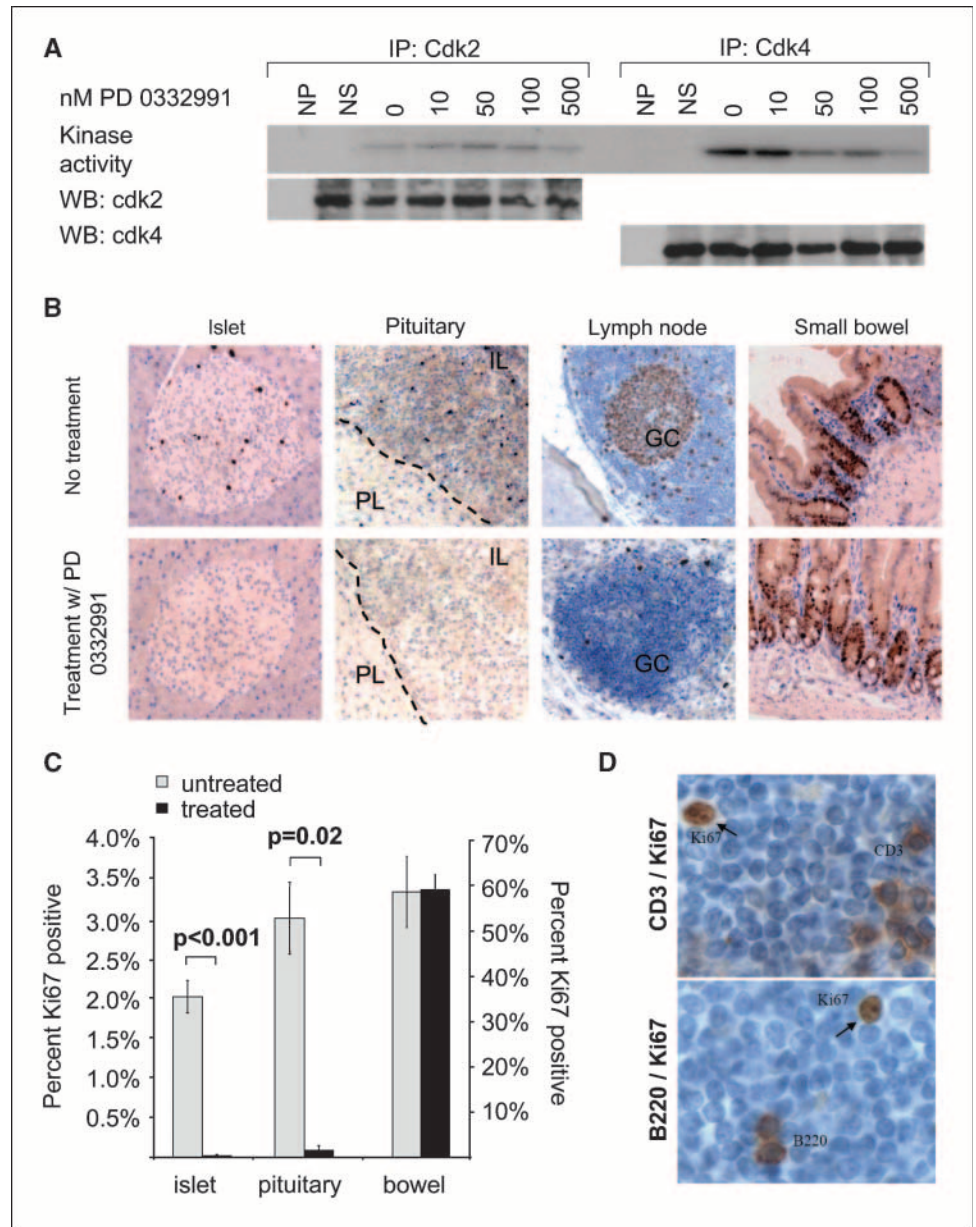 A
IP: Cdk2
IP: Cdk4
nM PD 0332991
NP NS 0 10 50 100 500
NP NS 0 10 50 100 500
Kinase
activity
WB: cdk2
WB: cdk4
B
Islet Pituitary Lymph node Small bowel
No treatment
IL
PL
GC
Treatment w/ PD
0332991
IL
PL
GC
C
untreated
treated
Percent Ki67 positive
4.0%
3.5%
3.0%
2.5%
2.0%
1.5%
1.0%
0.5%
p<0.001
p=0.02
70%
60%
50%
40%
30%
20%
10%
Percent Ki67 positive
islet pituitary bowel
D
CD3 / Ki67
Ki67
CD3
B220 / Ki67
Ki67
B220